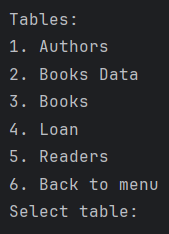 Tables:
1. Authors
2. Books Data
3. Books
4. Loan
5. Readers
6. Back to menu
Select table: